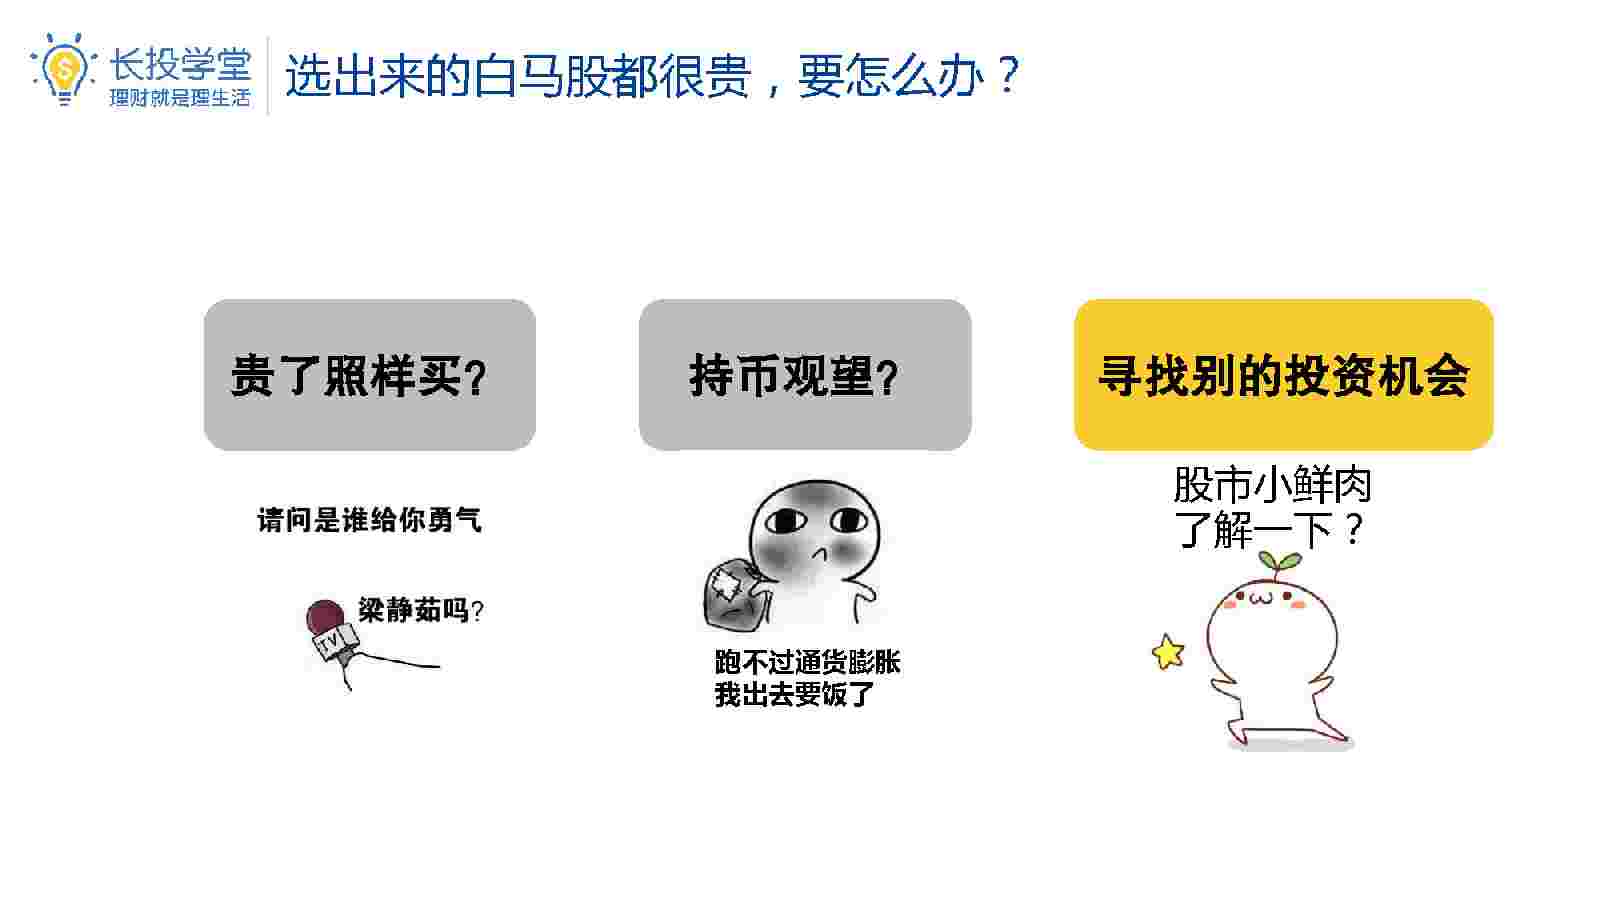 长投学堂
理财就是理生活
选出来的白马股都很贵，要怎么办？
贵了照样买？
请问是谁给你勇气
梁静茹吗？
TV
持币观望？
跑不过通货膨胀
我出去要饭了
寻找别的投资机会
股市小鲜肉
了解一下？